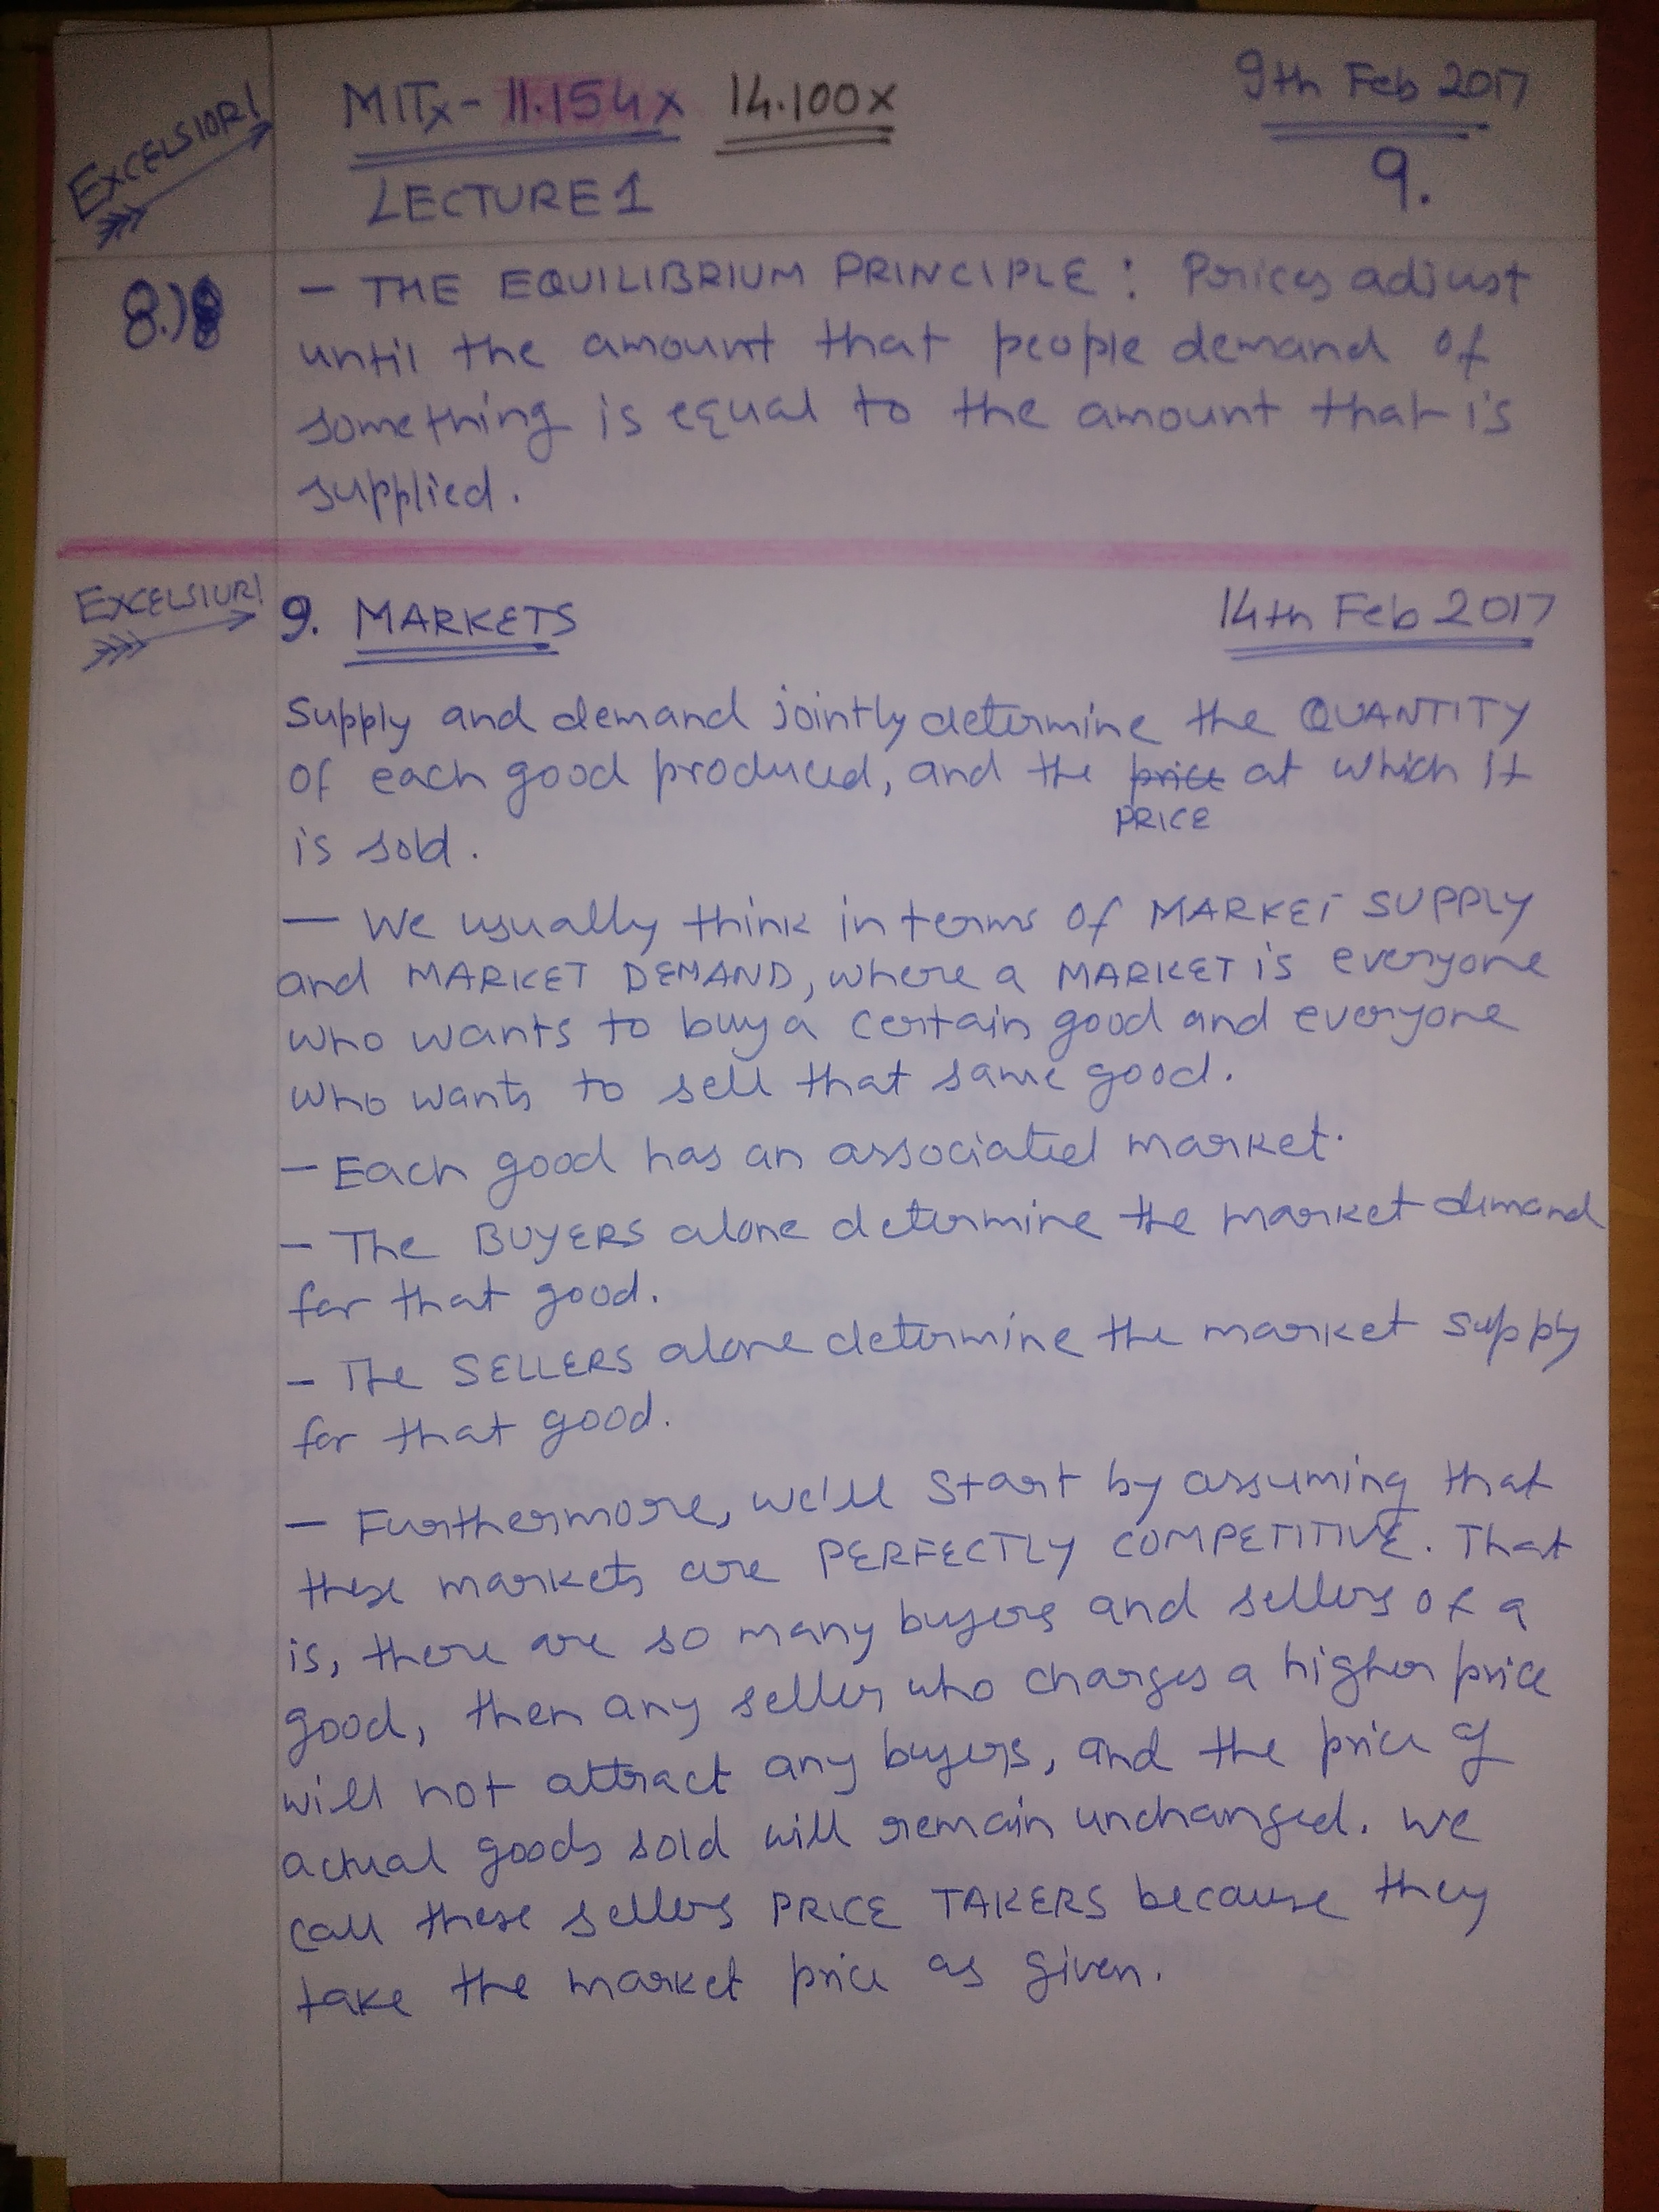 EXCELSIOR!
MITx- 11.154x 14.100x
9th Feb 2017
LECTURE 1
9.
8.)
- THE EQUILIBRIUM PRINCIPLE : Prices adjust
until the amount that people demand of
something is equal to the amount that is
supplied.
EXCELSIOR!
9. MARKETS
14th Feb 2017
Supply and demand jointly determine the QUANTITY
of each good produced, and the price at which it
PRICE
is sold.
- We usually think in terms of MARKET SUPPLY
and MARKET DEMAND, where a MARKET is everyone
who wants to buy a certain good and everyone
who wants to sell that same good.
- Each good has an associated market.
- The BUYERS alone determine the market demand
for that good.
- The SELLERS alone determine the market supply
for that good.
- Furthermore, we'll start by assuming that
these markets are PERFECTLY COMPETITIVE. That
is, there are so many buyers and sellers of a
good, then any seller who charges a higher price
will not attract any buyers, and the price of
actual goods sold will remain unchanged. We
call these sellers PRICE TAKERS because they
take the market price as given.